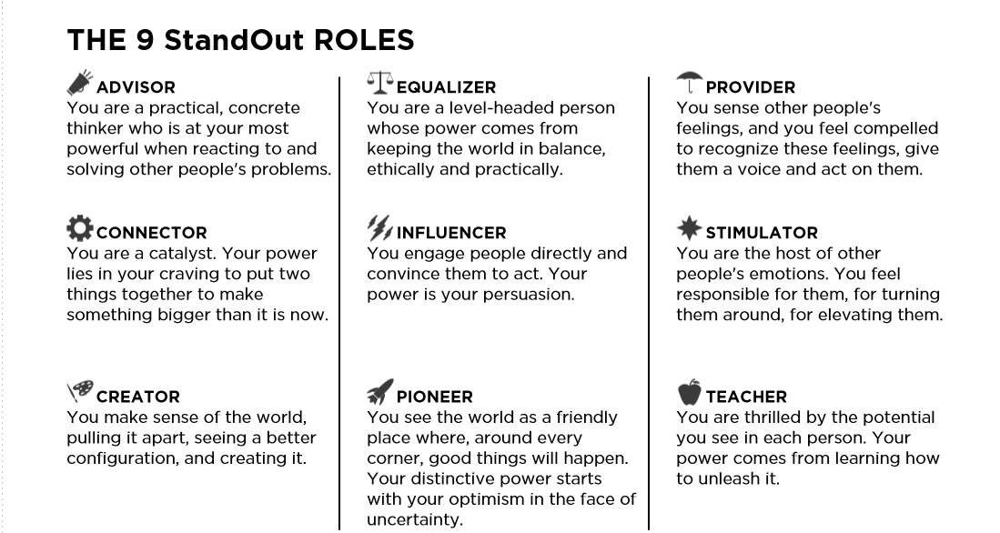 THE 9 StandOut ROLES
ADVISOR
You are a practical, concrete
thinker who is at your most
powerful when reacting to and
solving other people's problems.
CONNECTOR
You are a catalyst. Your power
lies in your craving to put two
things together to make
something bigger than it is now.
CREATOR
You make sense of the world,
pulling it apart, seeing a better
configuration, and creating it.
EQUALIZER
You are a level-headed person
whose power comes from
keeping the world in balance,
ethically and practically.
INFLUENCER
You engage people directly and
convince them to act. Your
power is your persuasion.
PIONEER
You see the world as a friendly
place where, around every
corner, good things will happen.
Your distinctive power starts
with your optimism in the face of
uncertainty.
PROVIDER
You sense other people's
feelings, and you feel compelled
to recognize these feelings, give
them a voice and act on them.
STIMULATOR
You are the host of other
people's emotions. You feel
responsible for them, for turning
them around, for elevating them.
TEACHER
You are thrilled by the potential
you see in each person. Your
power comes from learning how
to unleash it.